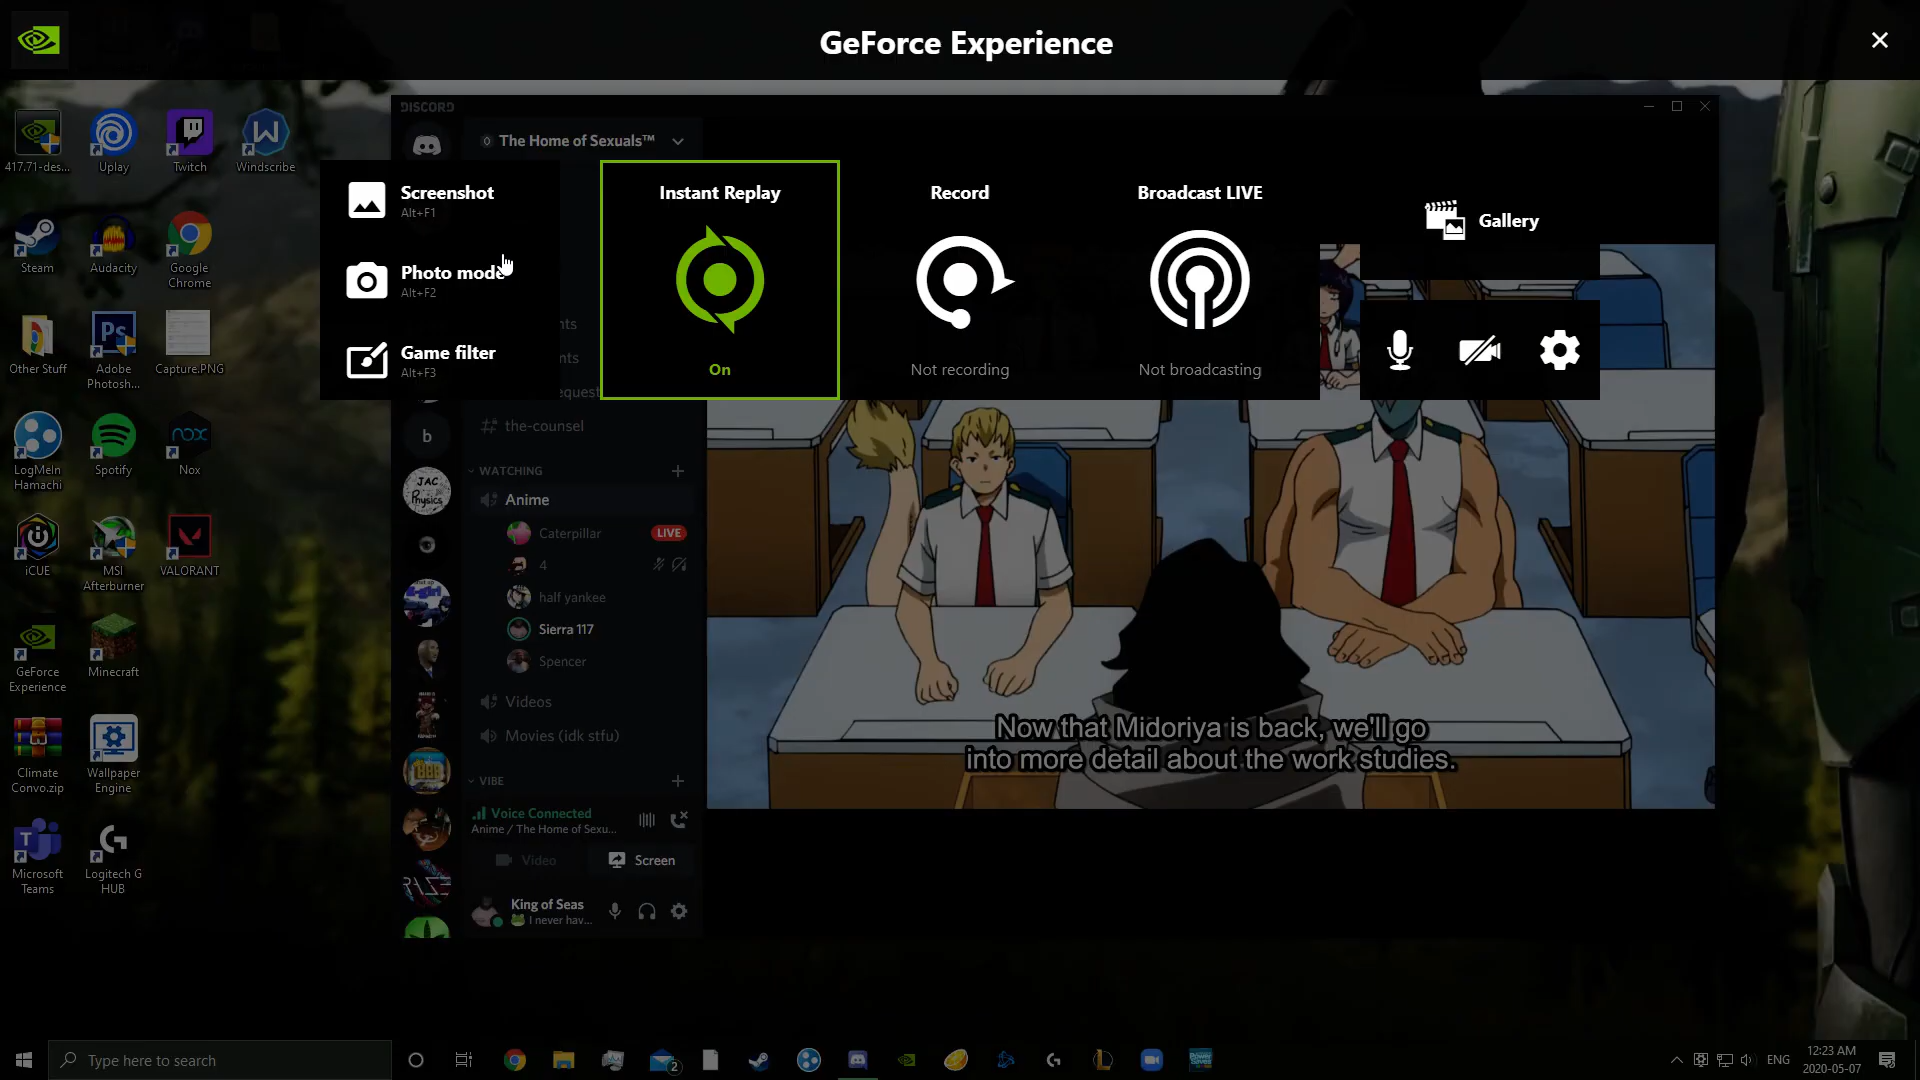 GeForce Experience
DISCORD
The Home of Sexuals™
Screenshot
Alt+F1
Photo mode
Alt+F2
Game filter
Alt+F3
Instant Replay
On
Record
Not recording
Broadcast LIVE
Not broadcasting
Gallery
417.71-des...
Uplay
Twitch
Windscribe
Steam
Audacity
Google
Chrome
Other Stuff
Adobe
Photosh...
Capture.PNG
LogMeIn
Hamachi
Spotify
Nox
iCUE
MSI
Afterburner
VALORANT
GeForce
Experience
Minecraft
Climate
Convo.zip
Wallpaper
Engine
Microsoft
Teams
Logitech G
HUB
nts
nts
equest
the-counsel
b
WATCHING
JAC
Physics
Anime
Caterpillar
LIVE
4
half yankee
Sierra 117
Spencer
Videos
Movies (idk stfu)
VIBE
Voice Connected
Anime / The Home of Sexu...
Video
Screen
King of Seas
I never hav...
Now that Midoriya is back, we'll go
into more detail about the work studies.
Type here to search
2
ENG
12:23 AM
2020-05-07